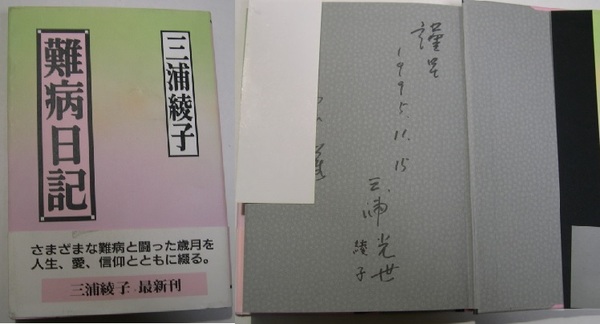 三浦綾子
難病日記
さまざまな難病と闘った歳月を
人生、愛、信仰とともに綴る。
三浦綾子 最新刊
謹呈
1995.11.15
三浦光世
綾子